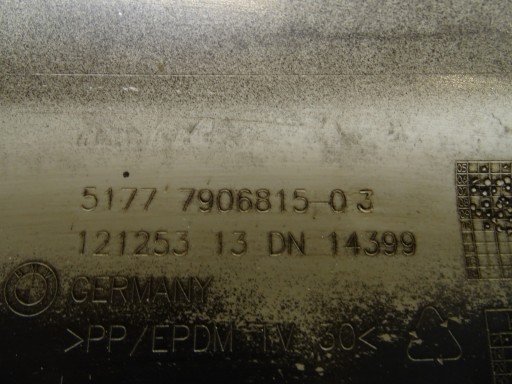 5177 7906815-03
121253 13 DN 14399
GERMANY
>PP/EPDM TV 30<